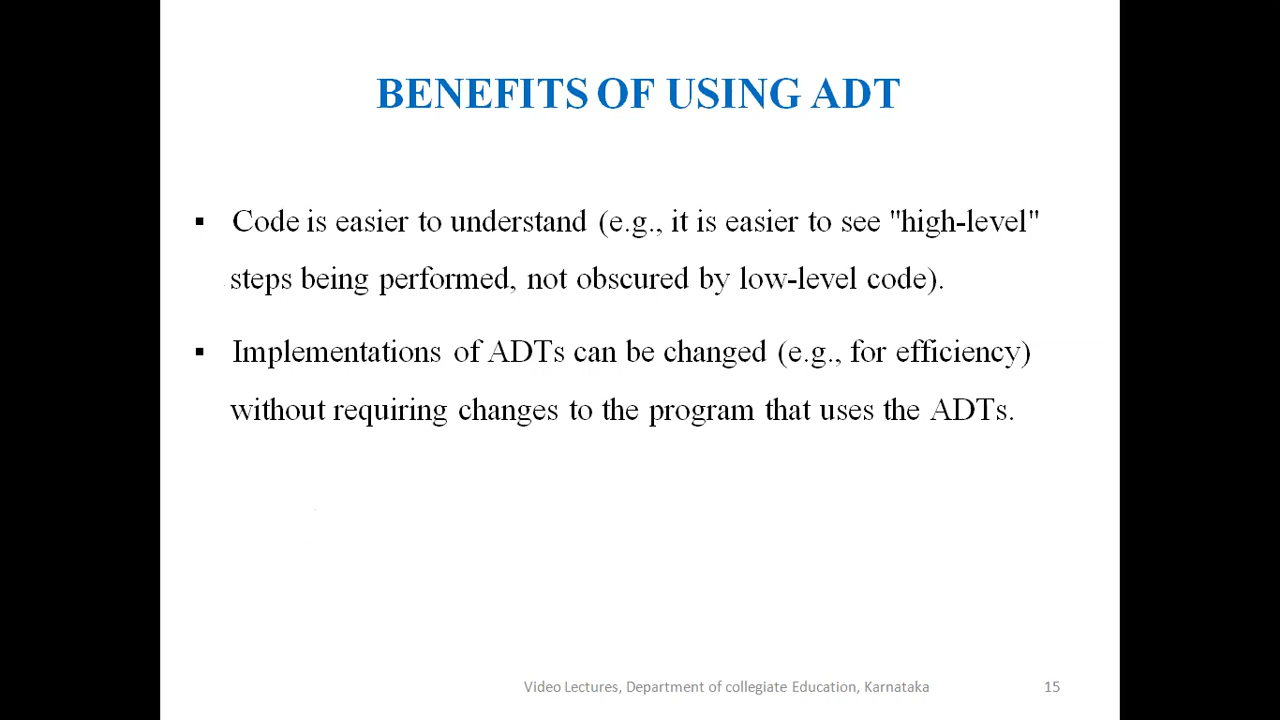 BENEFITS OF USING ADT
▪ Code is easier to understand (e.g., it is easier to see "high-level"
steps being performed, not obscured by low-level code).
▪ Implementations of ADTs can be changed (e.g., for efficiency)
without requiring changes to the program that uses the ADTs.
Video Lectures, Department of collegiate Education, Karnataka 15